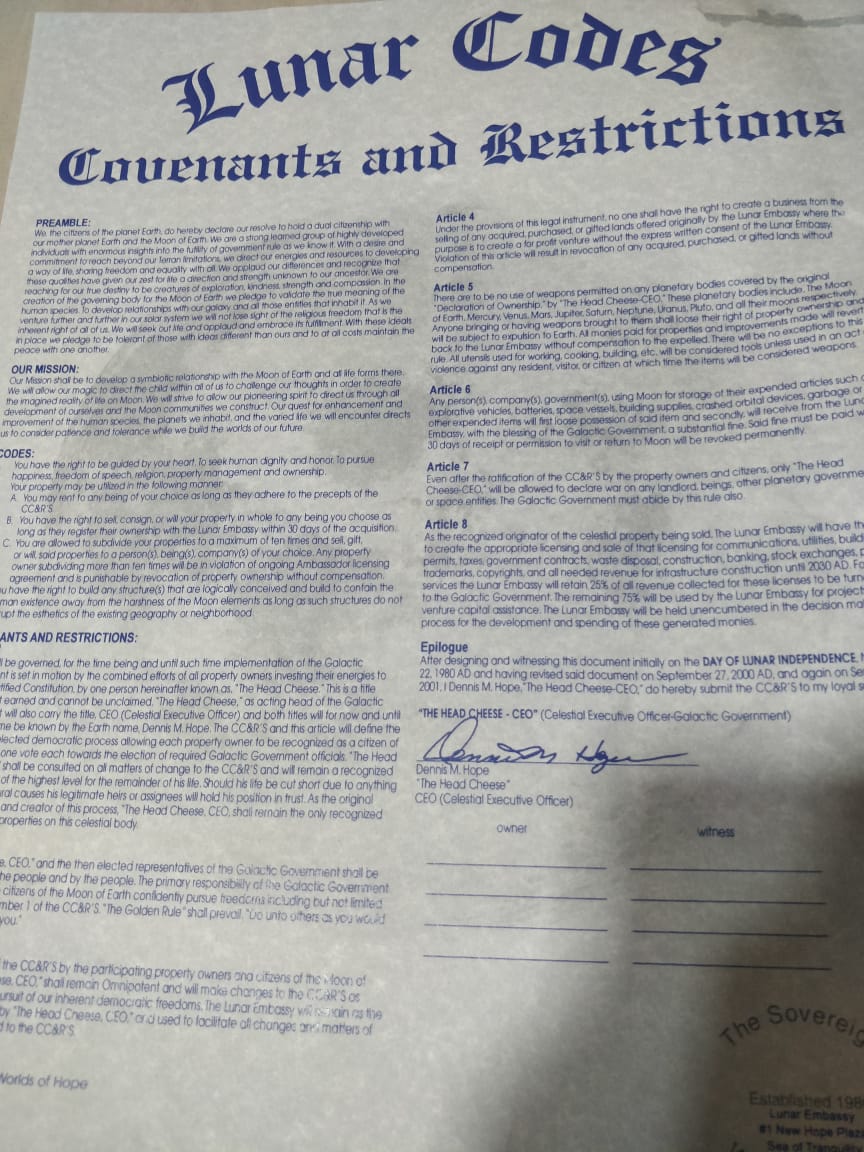 Lunar Codes
Covenants and Restrictions
PREAMBLE:
We, the citizens of the planet Earth, do hereby declare our resolve to hold a dual citizenship with
our mother planet Earth and the Moon of Earth. We are a strong learned group of highly developed
individuals with enormous insights into the futility of government rule as we know it. With a desire and
commitment to reach beyond our Terran limitations, we direct our energies and resources to developing
a way of life, sharing freedom and equality with all. We applaud our differences and recognize that
these qualities have given our zest for life a direction and strength unknown to our ancestor. We are
reaching for our true destiny to be creatures of exploration, kindness, strength and compassion. In the
creation of the governing body for the Moon of Earth we pledge to validate the true meaning of the
human species. To develop relationships with our galaxy and all those entities that inhabit it. As we
venture further and further in our solar system we will not lose sight of the religious freedom that is the
inherent right of all of us. We will seek out life and applaud and embrace its fulfillment. With these ideals
in place we pledge to be tolerant of those with ideas different than ours and to at all costs maintain the
peace with one another.
OUR MISSION:
Our Mission shall be to develop a symbiotic relationship with the Moon of Earth and all life forms there.
We will allow our magic to direct the child within all of us to challenge our thoughts in order to create
the imagined reality of life on Moon. We will strive to allow our pioneering spirit to direct us through all
development of ourselves and the Moon communities we construct. Our quest for enhancement and
improvement of the human species, the planets we inhabit, and the varied life we will encounter directs
us to consider patience and tolerance while we build the worlds of our future.
CODES:
You have the right to be guided by your heart. To seek human dignity and honor. To pursue
happiness, freedom of speech, religion, property management and ownership.
Your property may be utilized in the following manner:
A. You may rent to any being of your choice as long as they adhere to the precepts of the
CC&R'S.
B. You have the right to sell, consign, or will your property in whole to any being you choose as
long as they register their ownership with the Lunar Embassy within 30 days of the acquisition.
C. You are allowed to subdivide your properties to a maximum of ten times and sell, gift,
or will, said properties to a person(s), being(s), company(s) of your choice. Any property
owner subdividing more than ten times will be in violation of ongoing Ambassador licensing
agreement and is punishable by revocation of property ownership without compensation.
u have the right to build any structure(s) that are logically conceived and build to contain the
man existence away from the harshness of the Moon elements as long as such structures do not
rupt the esthetics of the existing geography or neighborhood.
ANTS AND RESTRICTIONS:
ll be governed, for the time being and until such time implementation of the Galactic
nt is set in motion by the combined efforts of all property owners investing their energies to
tified Constitution, by one person hereinafter known as, "The Head Cheese." This is a title
t earned and cannot be unclaimed. "The Head Cheese," as acting head of the Galactic
t will also carry the title, CEO (Celestial Executive Officer) and both titles will for now and until
me be known by the Earth name, Dennis M. Hope. The CC&R'S and this article will define the
lected democratic process allowing each property owner to be recognized as a citizen of
one vote each towards the election of required Galactic Government officials. "The Head
shall be consulted on all matters of change to the CC&R'S and will remain a recognized
of the highest level for the remainder of his life. Should his life be cut short due to anything
ral causes his legitimate heirs or assignees will hold his position in trust. As the original
and creator of this process, "The Head Cheese, CEO, shall remain the only recognized
properties on this celestial body.
e, CEO," and the then elected representatives of the Galactic Government shall be
he people and by the people. The primary responsibility of the Galactic Government
citizens of the Moon of Earth confidently pursue freedoms including but not limited
mber 1 of the CC&R'S. "The Golden Rule" shall prevail. "Do unto others as you would
you."
the CC&R'S by the participating property owners and citizens of the Moon of
se, CEO," shall remain Omnipotent and will make changes to the CC&R'S as
ursuit of our inherent democratic freedoms. The Lunar Embassy will remain as the
by "The Head Cheese, CEO," and used to facilitate all changes and matters of
d to the CC&R'S.
Worlds of Hope
Article 4
Under the provisions of this legal instrument, no one shall have the right to create a business from the
selling of any acquired, purchased, or gifted lands offered originally by the Lunar Embassy where the
purpose is to create a for profit venture without the express written consent of the Lunar Embassy.
Violation of this article will result in revocation of any acquired, purchased, or gifted lands without
compensation.
Article 5
There are to be no use of weapons permitted on any planetary bodies covered by the original
"Declaration of Ownership," by "The Head Cheese-CEO." These planetary bodies include, The Moon
of Earth, Mercury, Venus, Mars, Jupiter, Saturn, Neptune, Uranus, Pluto, and all their moons respectively.
Anyone bringing or having weapons brought to them shall loose their right of property ownership and
will be subject to expulsion to Earth. All monies paid for properties and improvements made will revert
back to the Lunar Embassy without compensation to the expelled. There will be no exceptions to this
rule. All utensils used for working, cooking, building, etc. will be considered tools unless used in an act
violence against any resident, visitor, or citizen at which time the items will be considered weapons.
Article 6
Any person(s), company(s), government(s), using Moon for storage of their expended articles such
explorative vehicles, batteries, space vessels, building supplies, crashed orbital devices, garbage or
other expended items will first loose possession of said item and secondly, will receive from the Luna
Embassy, with the blessing of the Galactic Government, a substantial fine. Said fine must be paid w
30 days of receipt or permission to visit or return to Moon will be revoked permanently.
Article 7
Even after the ratification of the CC&R'S by the property owners and citizens, only "The Head
Cheese-CEO," will be allowed to declare war on any landlord, beings, other planetary governme
or space entities. The Galactic Government must abide by this rule also.
Article 8
As the recognized originator of the celestial property being sold, The Lunar Embassy will have th
to create the appropriate licensing and sale of that licensing for communications, utilities, build
permits, taxes, government contracts, waste disposal, construction, banking, stock exchanges, p
trademarks, copyrights, and all needed revenue for infrastructure construction until 2030 AD. Fo
services the Lunar Embassy will retain 25% of all revenue collected for these licenses to be turn
to the Galactic Government. The remaining 75% will be used by the Lunar Embassy for project
venture capital assistance. The Lunar Embassy will be held unencumbered in the decision ma
process for the development and spending of these generated monies.
Epilogue
After designing and witnessing this document initially on the DAY OF LUNAR INDEPENDENCE,
22, 1980 AD and having revised said document on September 27, 2000 AD, and again on Se
2001, I Dennis M. Hope, "The Head Cheese-CEO," do hereby submit the CC&R'S to my loyal s
"THE HEAD CHEESE - CEO" (Celestial Executive Officer-Galactic Government)
Dennis M Hope
Dennis M. Hope
"The Head Cheese"
CEO (Celestial Executive Officer)
owner witness
The Sovereig
Established 198
Lunar Embassy
#1 New Hope Plaza
Sea of Tranqui